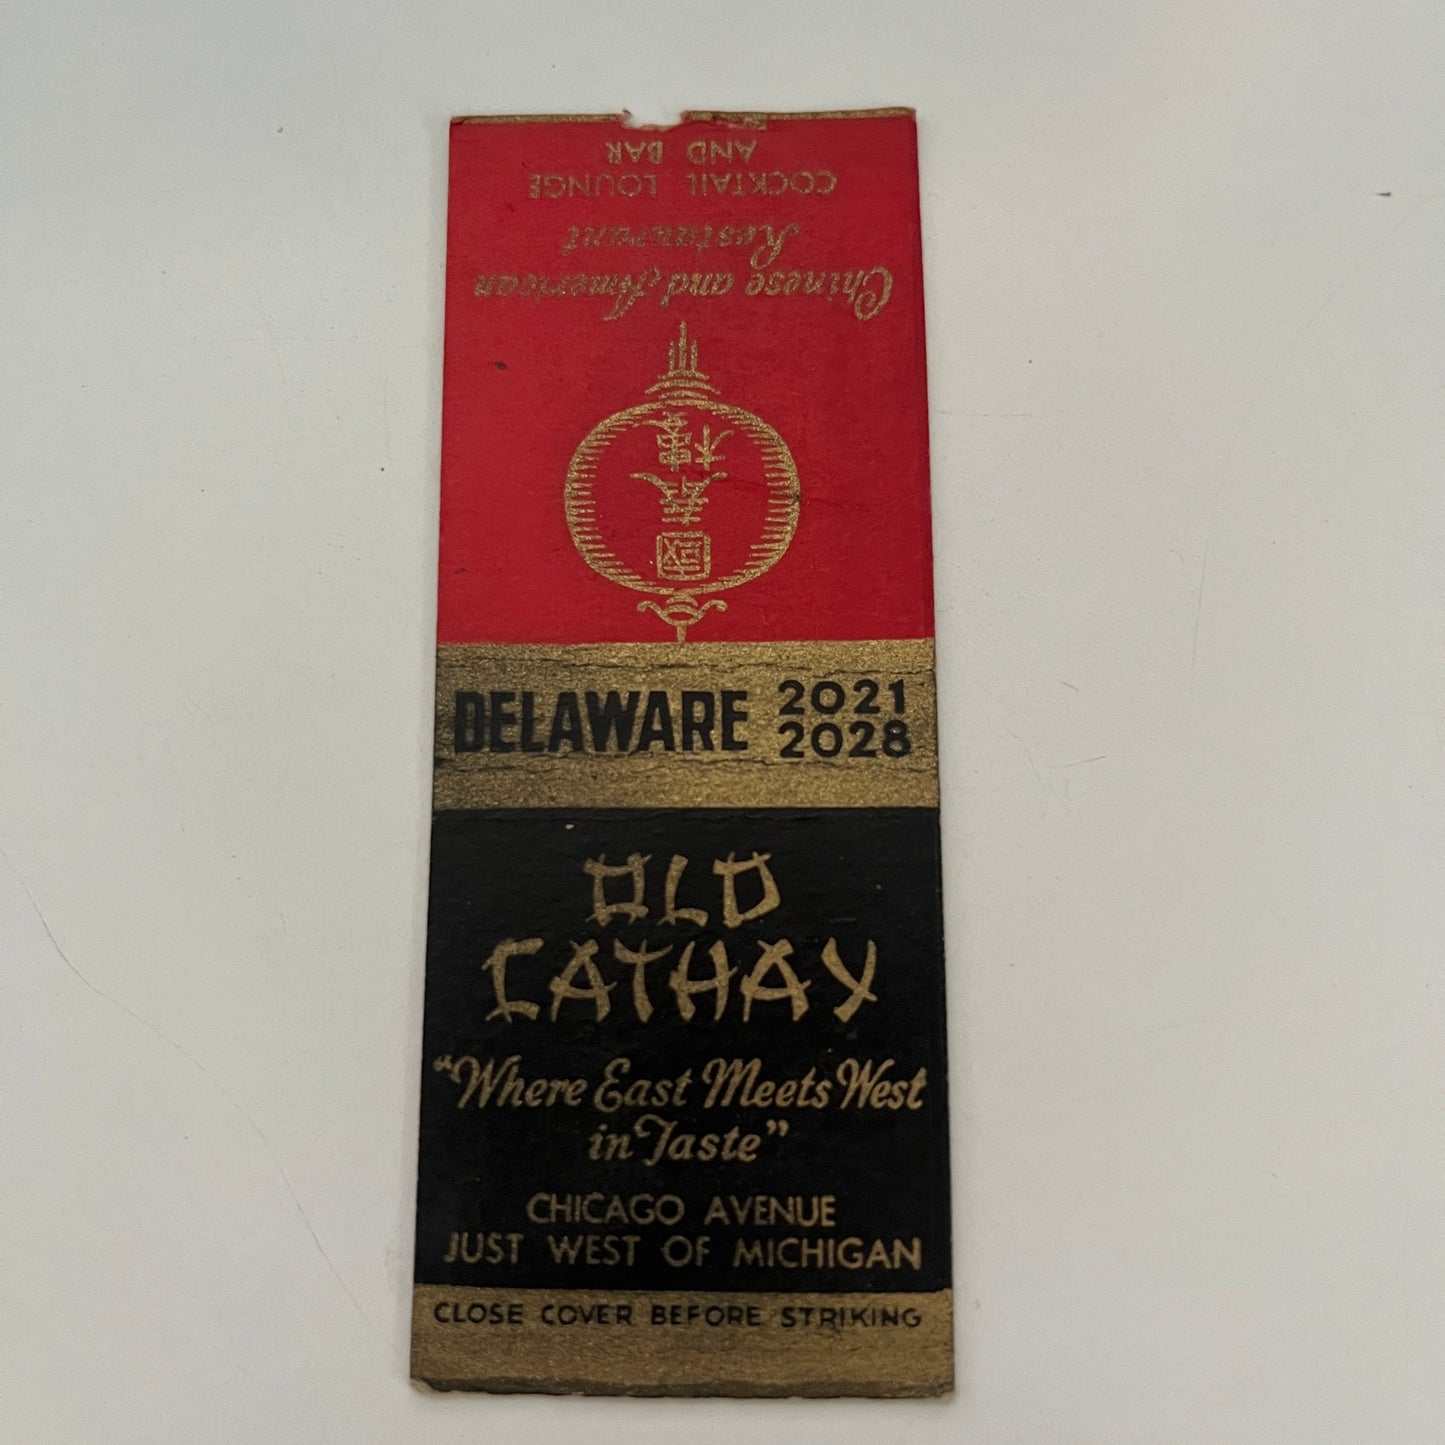 AND BAR
COCKTAIL LOUNGE
Restaurant
Chinese and American
DELAWARE 2021
2028
OLD
CATHAY
"Where East Meets West
in Taste"
CHICAGO AVENUE
JUST WEST OF MICHIGAN
CLOSE COVER BEFORE STRIKING